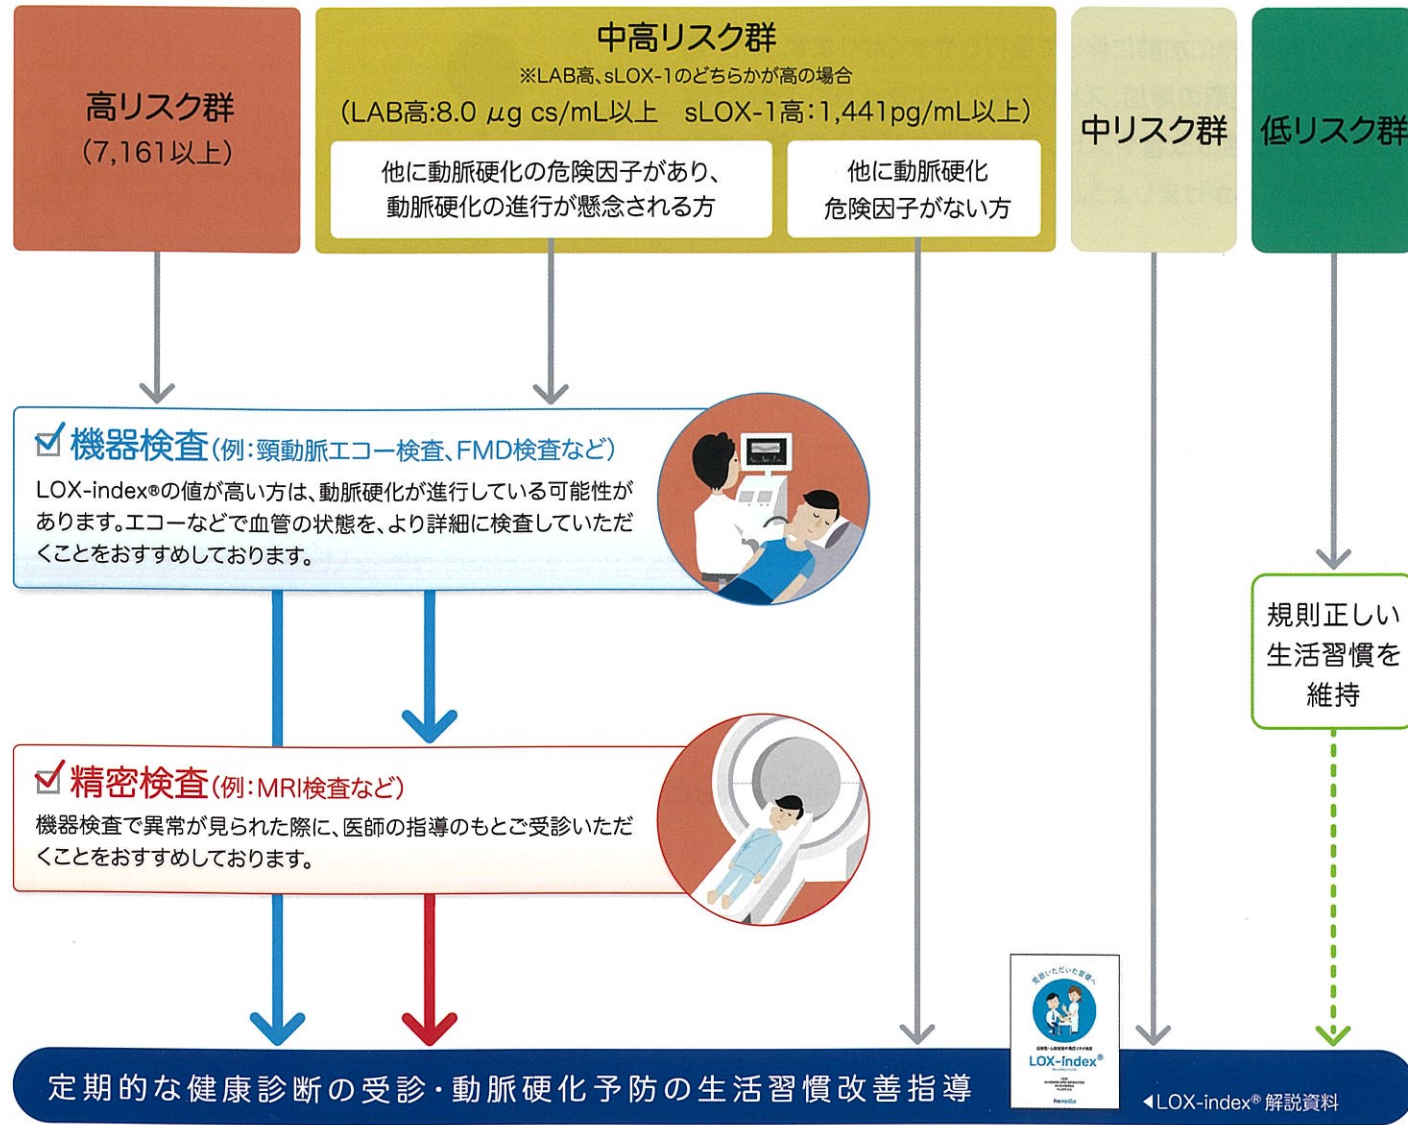 高リスク群
(7,161以上)
中高リスク群
※LAB高、sLOX-1のどちらかが高の場合
(LAB高:8.0 μg cs/mL以上 sLOX-1高:1,441pg/mL以上)
他に動脈硬化の危険因子があり、
動脈硬化の進行が懸念される方
他に動脈硬化
危険因子がない方
中リスク群
低リスク群
機器検査(例:頸動脈エコー検査、FMD検査など)
LOX-index®の値が高い方は、動脈硬化が進行している可能性が
あります。エコーなどで血管の状態を、より詳細に検査していただ
くことをおすすめしております。
規則正しい
生活習慣を
維持
精密検査(例:MRI検査など)
機器検査で異常が見られた際に、医師の指導のもとご受診いただ
くことをおすすめしております。
受診いただいた皆様へ
LOX-index®
定期的な健康診断の受診・動脈硬化予防の生活習慣改善指導
◀LOX-index® 解説資料